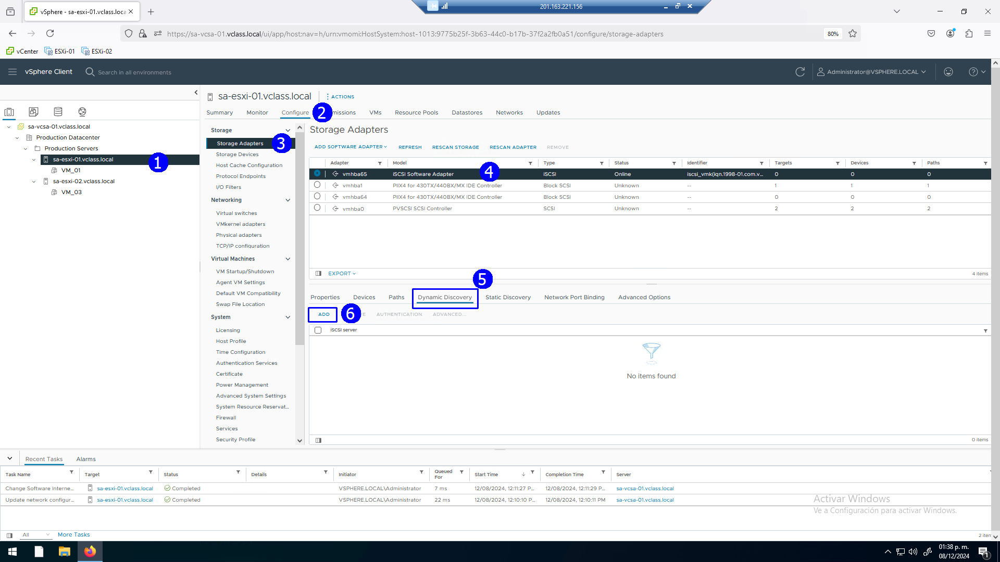 vSphere - sa-esxi-01.vclass.loca
201.163.221.156
https://sa-vcsa-01.vclass.local/ui/app/host;nav=h/urn:vmomi:HostSystem:host-1013:9775b25f-3b63-44c0-b17b-37f2a2fb0a51/configure/storage-adapters
80%
vCenter ESXi-01 ESXi-02
vSphere Client
Search in all environments
Administrator@VSPHERE.LOCAL
sa-vcsa-01.vclass.local
Production Datacenter
Production Servers
sa-esxi-01.vclass.local
1
VM_01
sa-esxi-02.vclass.local
VM_03
sa-esxi-01.vclass.local
ACTIONS
Summary Monitor Configure 2 missions VMs Resource Pools Datastores Networks Updates
Storage
Storage Adapters 3
Storage Devices
Host Cache Configuration
Protocol Endpoints
I/O Filters
Networking
Virtual switches
VMkernel adapters
Physical adapters
TCP/IP configuration
Virtual Machines
VM Startup/Shutdown
Agent VM Settings
Default VM Compatibility
Swap File Location
System
Licensing
Host Profile
Time Configuration
Authentication Services
Certificate
Power Management
Advanced System Settings
System Resource Reservat...
Firewall
Services
Security Profile
Storage Adapters
ADD SOFTWARE ADAPTER REFRESH RESCAN STORAGE RESCAN ADAPTER REMOVE
Adapter Model Type Status Identifier Targets Devices Paths
vmhba65 iSCSI Software Adapter 4 iSCSI Online iscsi_vmk(iqn.1998-01.com.v... 0 0 0
vmhba1 PIIX4 for 430TX/440BX/MX IDE Controller Block SCSI Unknown -- 1 1 1
vmhba64 PIIX4 for 430TX/440BX/MX IDE Controller Block SCSI Unknown -- 0 0 0
vmhba0 PVSCSI SCSI Controller SCSI Unknown -- 2 2 2
EXPORT
4 items
5
Properties Devices Paths Dynamic Discovery Static Discovery Network Port Binding Advanced Options
ADD 6 VE AUTHENTICATION ADVANCED...
iSCSI server
No items found
0 items
Recent Tasks Alarms
Task Name Target Status Details Initiator Queued For Start Time Completion Time Server
Change Software Interne... sa-esxi-01.vclass.local Completed VSPHERE.LOCAL\Administrator 7 ms 12/08/2024, 12:11:27 P... 12/08/2024, 12:11:29 P... sa-vcsa-01.vclass.local
Update network configur... sa-esxi-01.vclass.local Completed VSPHERE.LOCAL\Administrator 22 ms 12/08/2024, 12:10:10 P... 12/08/2024, 12:10:11 PM sa-vcsa-01.vclass.local
Activar Windows
Ve a Configuración para activar Windows.
All More Tasks
2 item
01:38 p. m.
08/12/2024
1